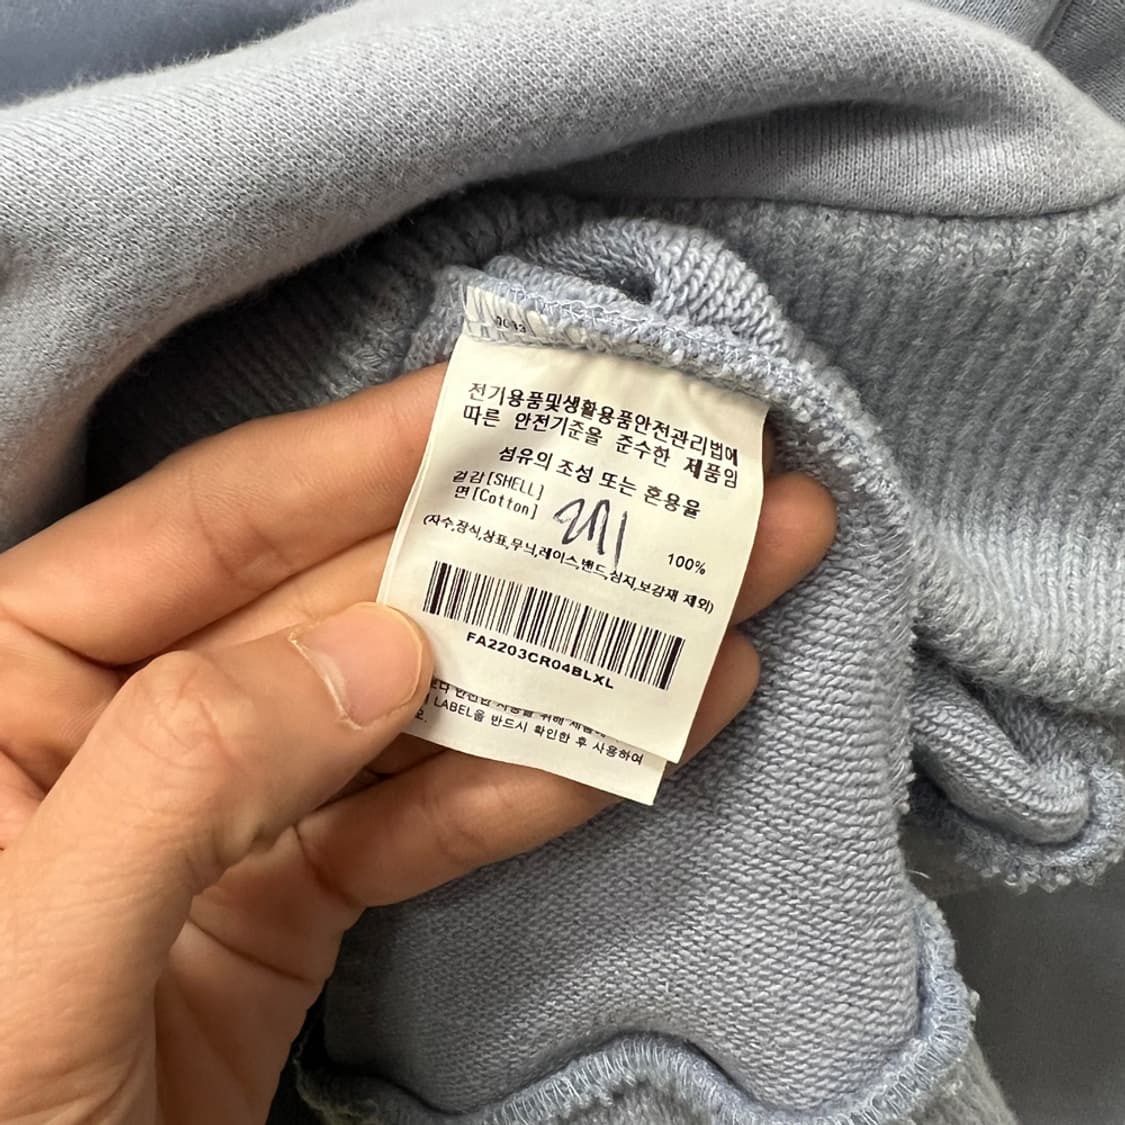 전기용품및생활용품안전관리법에
따른 안전기준을 준수한 제품임
섬유의 조성 또는 혼용율
겉감[SHELL]
면[Cotton] 100%
(자수,장식,상표,무늬,레이스,밴드,심지,보강재 제외)
FA2203CR04BLXL
LABEL을 반드시 확인한 후 사용하여